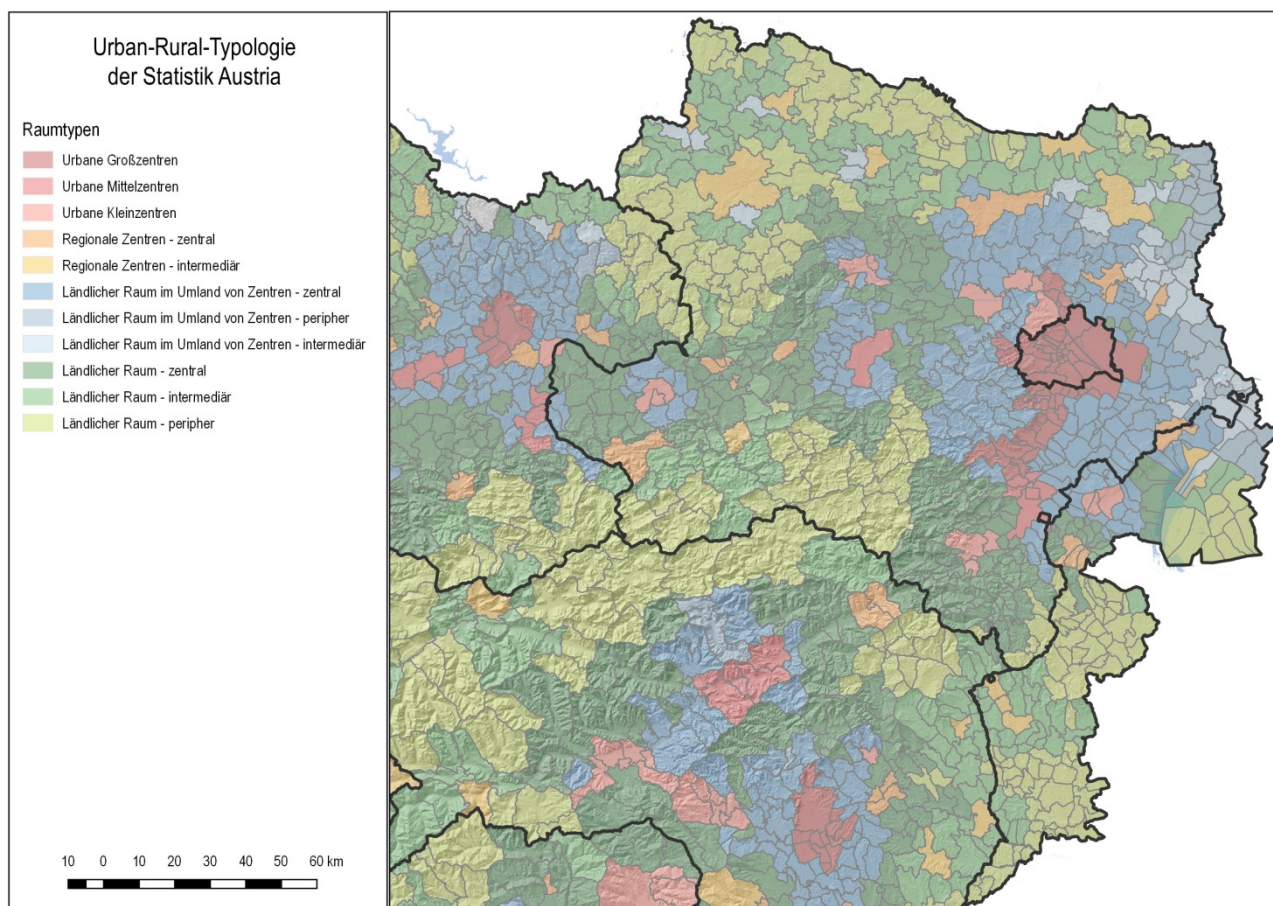 Urban-Rural-Typologie
der Statistik Austria
Raumtypen
Urbane Großzentren
Urbane Mittelzentren
Urbane Kleinzentren
Regionale Zentren - zentral
Regionale Zentren - intermediär
Ländlicher Raum im Umland von Zentren - zentral
Ländlicher Raum im Umland von Zentren - peripher
Ländlicher Raum im Umland von Zentren - intermediär
Ländlicher Raum - zentral
Ländlicher Raum - intermediär
Ländlicher Raum - peripher
10 0 10 20 30 40 50 60 km